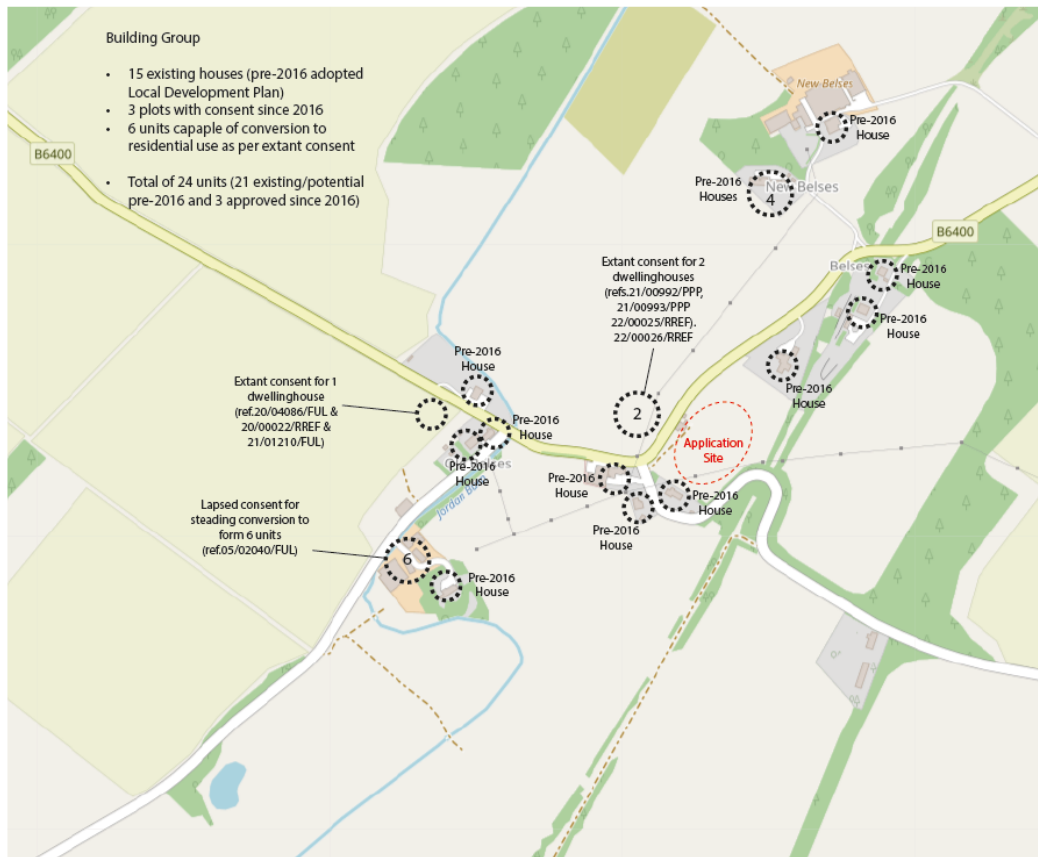 Building Group
• 15 existing houses (pre-2016 adopted
Local Development Plan)
• 3 plots with consent since 2016
• 6 units capaple of conversion to
residential use as per extant consent
• Total of 24 units (21 existing/potential
pre-2016 and 3 approved since 2016)
B6400
New Belses
Pre-2016
House
Pre-2016
Houses
New Belses
4
B6400
Belses
Pre-2016
House
Pre-2016
House
Pre-2016
House
Extant consent for 2
dwellinghouses
(refs.21/00992/PPP,
21/00993/PPP
22/00025/RREF).
22/00026/RREF
2
Application
Site
Pre-2016
House
Extant consent for 1
dwellinghouse
(ref.20/04086/FUL &
20/00022/RREF &
21/01210/FUL)
Pre-2016
House
Pre-2016
House
Belses
Pre-2016
House
Pre-2016
House
Pre-2016
House
Jordan
Lapsed consent for
steading conversion to
form 6 units
(ref.05/02040/FUL)
6
Pre-2016
House